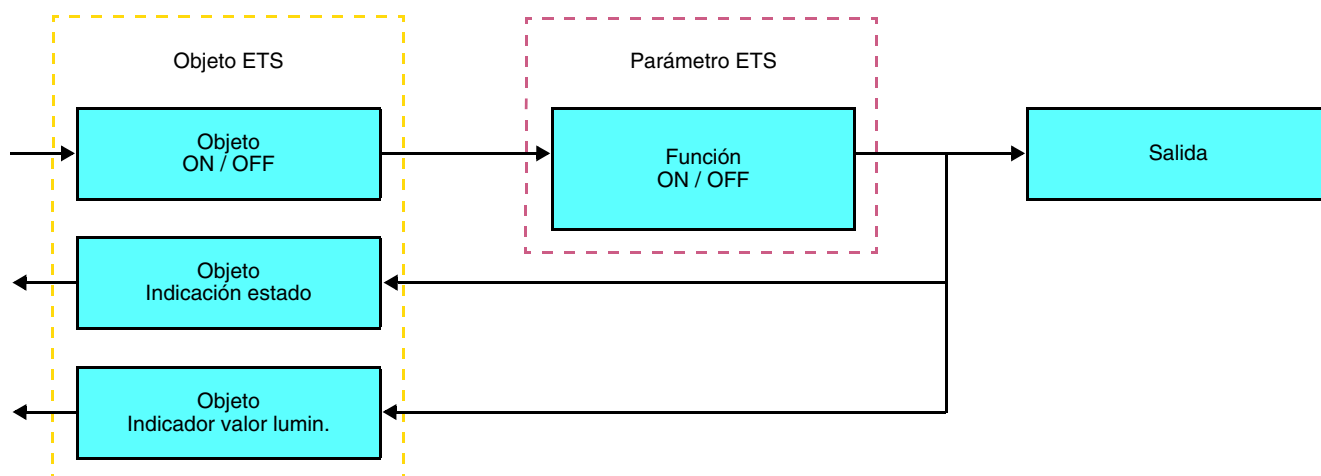 Objeto ETS
Parámetro ETS
Objeto
ON / OFF
Función
ON / OFF
Salida
Objeto
Indicación estado
Objeto
Indicador valor lumin.